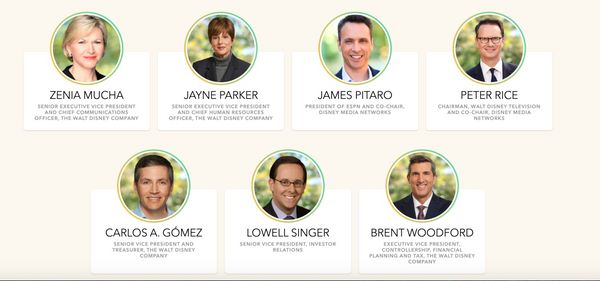 ZENIA MUCHA
SENIOR EXECUTIVE VICE PRESIDENT
AND CHIEF COMMUNICATIONS
OFFICER, THE WALT DISNEY COMPANY
JAYNE PARKER
SENIOR EXECUTIVE VICE PRESIDENT
AND CHIEF HUMAN RESOURCES
OFFICER, THE WALT DISNEY COMPANY
JAMES PITARO
PRESIDENT OF ESPN AND CO-CHAIR,
DISNEY MEDIA NETWORKS
PETER RICE
CHAIRMAN, WALT DISNEY TELEVISION
AND CO-CHAIR, DISNEY MEDIA
NETWORKS
CARLOS A. GÓMEZ
SENIOR VICE PRESIDENT AND
TREASURER, THE WALT DISNEY
COMPANY
LOWELL SINGER
SENIOR VICE PRESIDENT, INVESTOR
RELATIONS
BRENT WOODFORD
EXECUTIVE VICE PRESIDENT,
CONTROLLERSHIP, FINANCIAL
PLANNING AND TAX, THE WALT DISNEY
COMPANY